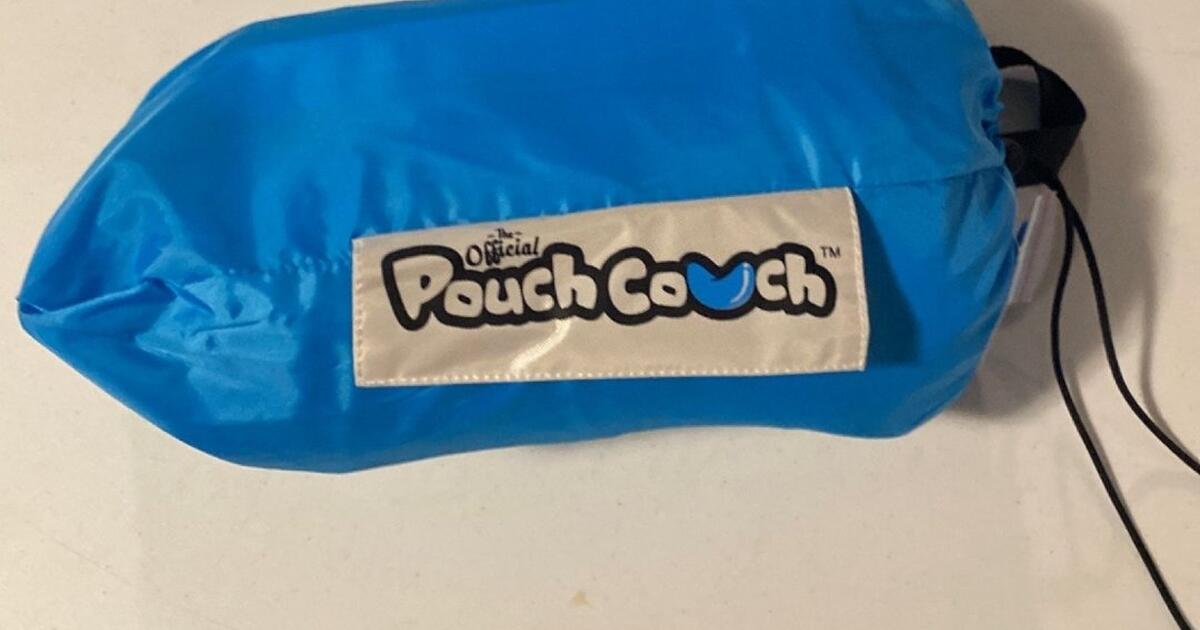 The
Official
Pouch Couch™